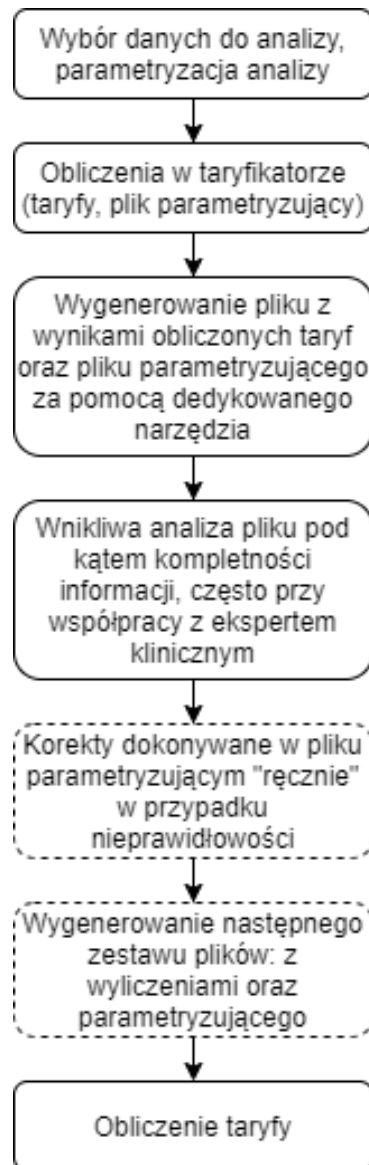 Wybór danych do analizy,
parametryzacja analizy
Obliczenia w taryfikatorze
(taryfy, plik parametryzujący)
Wygenerowanie pliku z
wynikami obliczonych taryf
oraz pliku parametryzującego
za pomocą dedykowanego
narzędzia
Wnikliwa analiza pliku pod
kątem kompletności
informacji, często przy
współpracy z ekspertem
klinicznym
Korekty dokonywane w pliku
parametryzującym "ręcznie"
w przypadku
nieprawidłowości
Wygenerowanie następnego
zestawu plików: z
wyliczeniami oraz
parametryzującego
Obliczenie taryfy